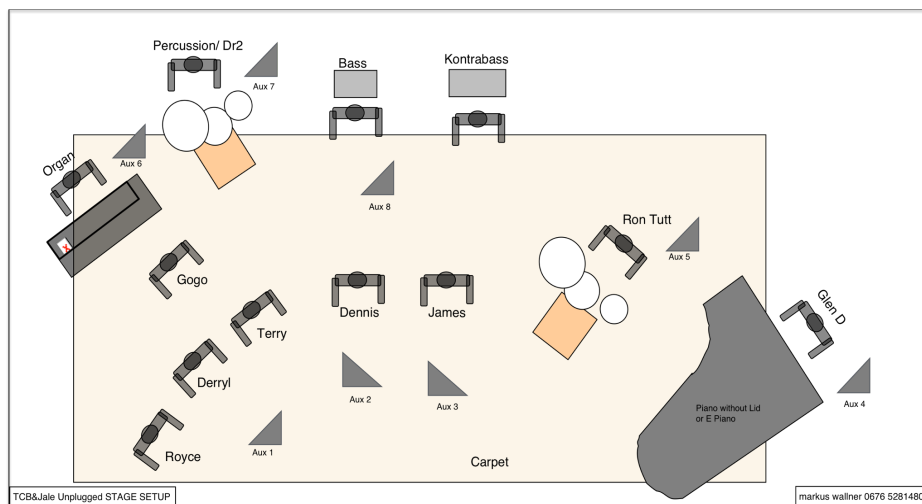 Percussion/ Dr2
Aux 7
Bass
Kontrabass
Organ
Aux 6
X
Aux 8
Ron Tutt
Aux 5
Gogo
Dennis
James
Glen D
Terry
Derryl
Aux 2
Aux 3
Aux 4
Piano without Lid
or E Piano
Royce
Aux 1
Carpet
TCB&Jale Unplugged STAGE SETUP
markus wallner 0676 528148